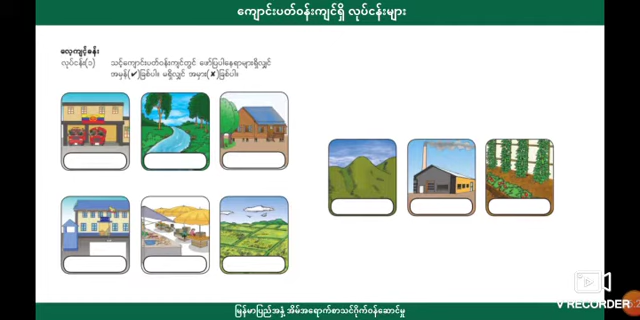 ကျောင်းပတ်ဝန်းကျင်ရှိ လုပ်ငန်းများ
လေ့ကျင့်ခန်း
လုပ်ငန်း(၁) သင့်ကျောင်းပတ်ဝန်းကျင်တွင် ဖော်ပြပါနေရာများရှိလျှင်
အမှန်(✔)ခြစ်ပါ။ မရှိလျှင် အမှား(✘)ခြစ်ပါ။
V RECORDER
မြန်မာပြည်အနှံ့ အိမ်အရောက်စာသင်ဝိုက်ဝန်ဆောင်မှု